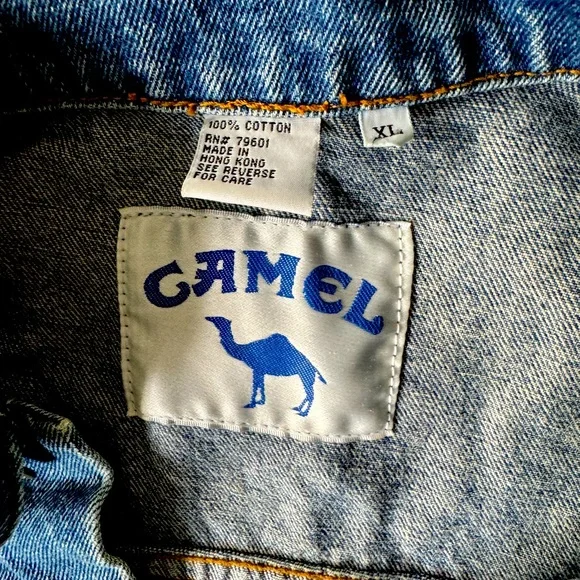 100% COTTON
RN# 79601
MADE IN
HONG KONG
SEE REVERSE
FOR CARE
XL
CAMEL